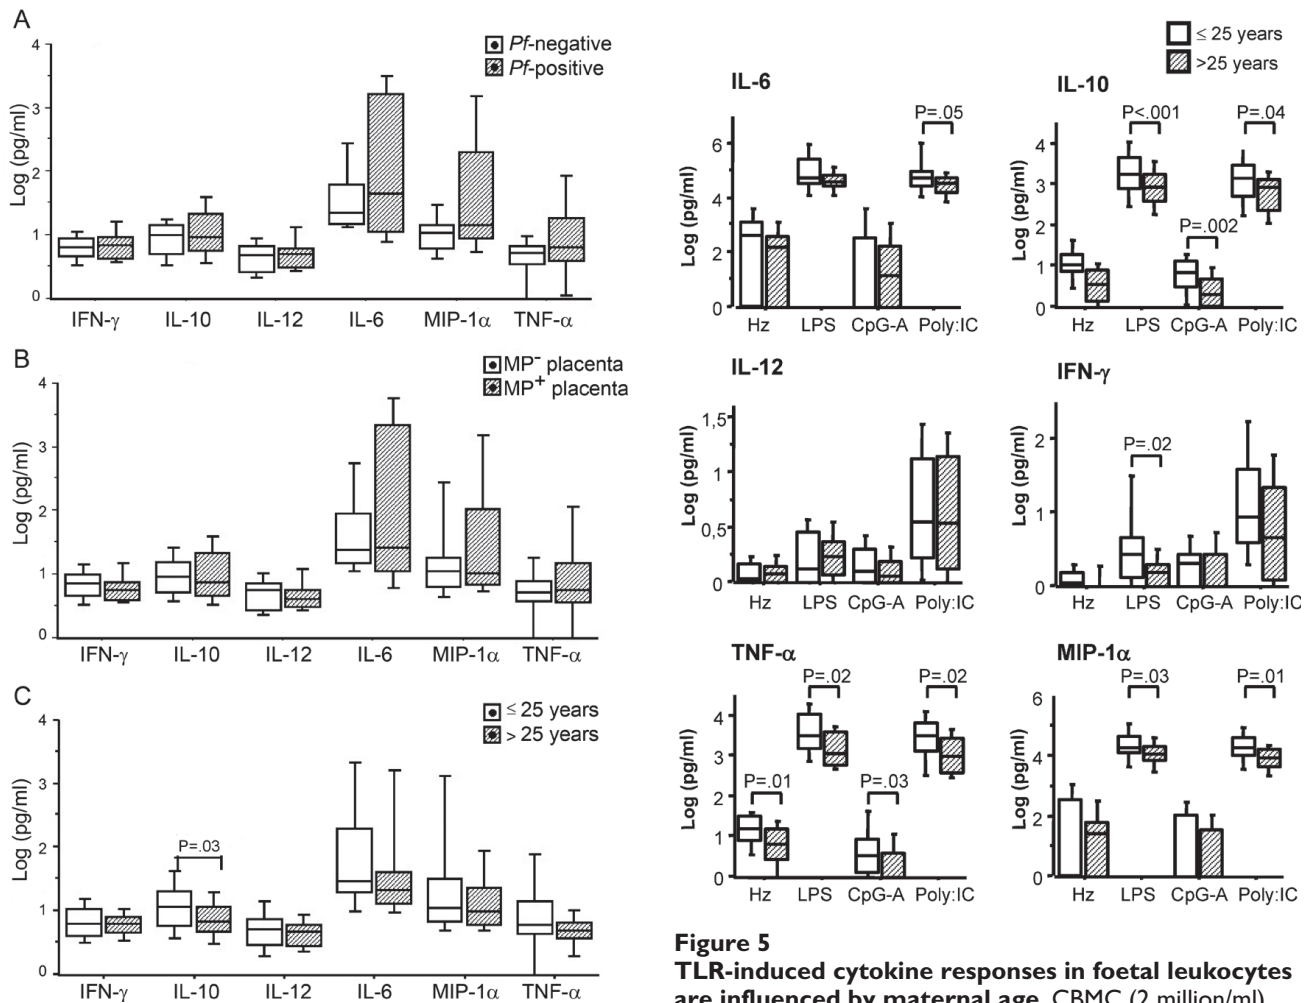 A
Pf-negative
Pf-positive
Log (pg/ml)
4
3
2
1
0
IFN-γ IL-10 IL-12 IL-6 MIP-1α TNF-α
B
MP⁻ placenta
MP⁺ placenta
Log (pg/ml)
4
3
2
1
0
IFN-γ IL-10 IL-12 IL-6 MIP-1α TNF-α
C
≤ 25 years
> 25 years
Log (pg/ml)
4
3
2
1
0
P=.03
IFN-γ IL-10 IL-12 IL-6 MIP-1α TNF-α
≤ 25 years
>25 years
IL-6
P=.05
Log (pg/ml)
6
4
2
0
Hz LPS CpG-A Poly:IC
IL-10
P<.001 P=.04
P=.002
Log (pg/ml)
4
3
2
1
0
Hz LPS CpG-A Poly:IC
IL-12
Log (pg/ml)
1,5
1
0,5
0
Hz LPS CpG-A Poly:IC
IFN-γ
P=.02
Log (pg/ml)
2
1
0
Hz LPS CpG-A Poly:IC
TNF-α
P=.02 P=.02
P=.01 P=.03
Log (pg/ml)
4
3
2
1
0
Hz LPS CpG-A Poly:IC
MIP-1α
P=.03 P=.01
Log (pg/ml)
6
4
2
0
Hz LPS CpG-A Poly:IC
Figure 5
TLR-induced cytokine responses in foetal leukocytes
are influenced by maternal age. CBMC (2 million/ml)